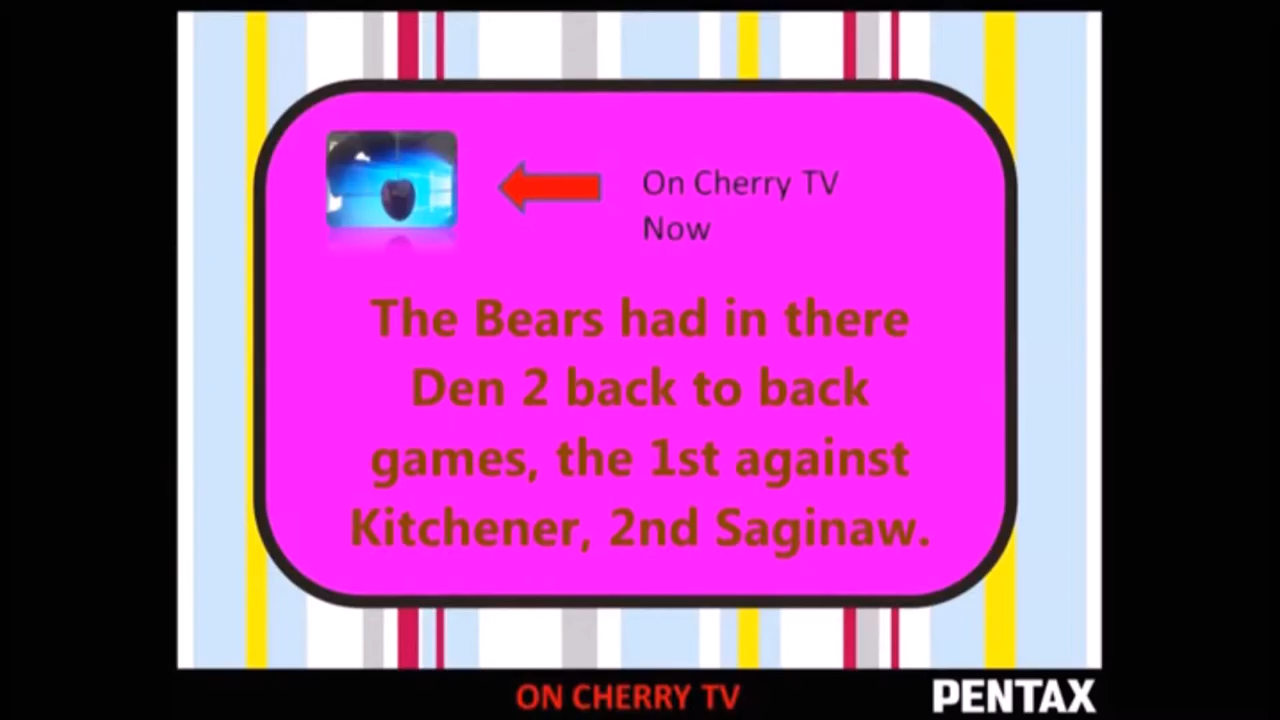 On Cherry TV
Now
The Bears had in there
Den 2 back to back
games, the 1st against
Kitchener, 2nd Saginaw.
ON CHERRY TV
PENTAX